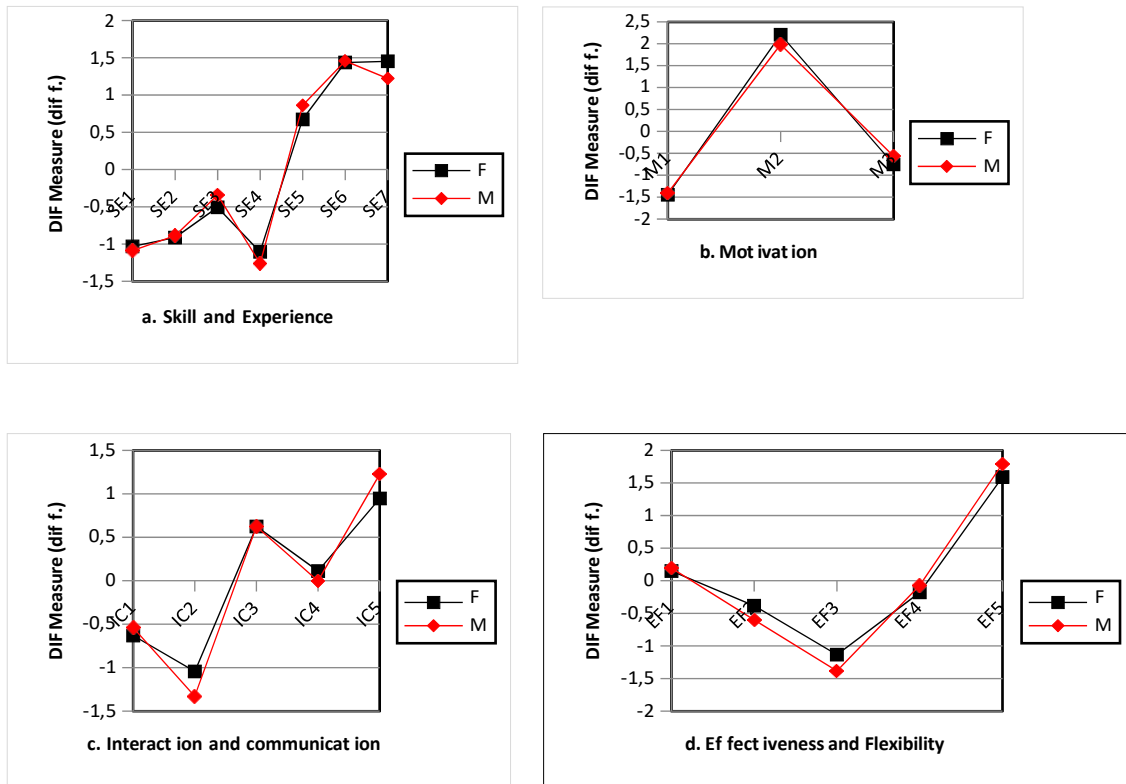 2
1,5
1
0,5
0
-0,5
-1
-1,5
DIF Measure (dif f.)
SE1
SE2
SE3
SE4
SE5
SE6
SE7
F
M
a. Skill and Experience
2,5
2
1,5
1
0,5
0
-0,5
-1
-1,5
-2
DIF Measure (dif f.)
M1
M2
M3
F
M
b. Mot ivat ion
1,5
1
0,5
0
-0,5
-1
-1,5
DIF Measure (dif f.)
IC1
IC2
IC3
IC4
IC5
F
M
c. Interact ion and communicat ion
2
1,5
1
0,5
0
-0,5
-1
-1,5
-2
DIF Measure (dif f.)
EF1
EF2
EF3
EF4
EF5
F
M
d. Ef fect iveness and Flexibility